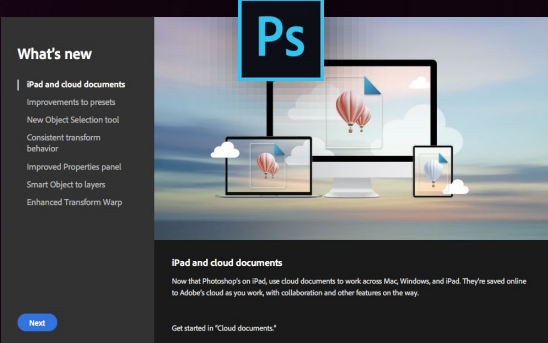 Ps
What's new
iPad and cloud documents
Improvements to presets
New Object Selection tool
Consistent transform
behavior
Improved Properties panel
Smart Object to layers
Enhanced Transform Warp
Next
iPad and cloud documents
Now that Photoshop's on iPad, use cloud documents to work across Mac, Windows, and iPad. They're saved online
to Adobe's cloud as you work, with collaboration and other features on the way.
Get started in "Cloud documents."